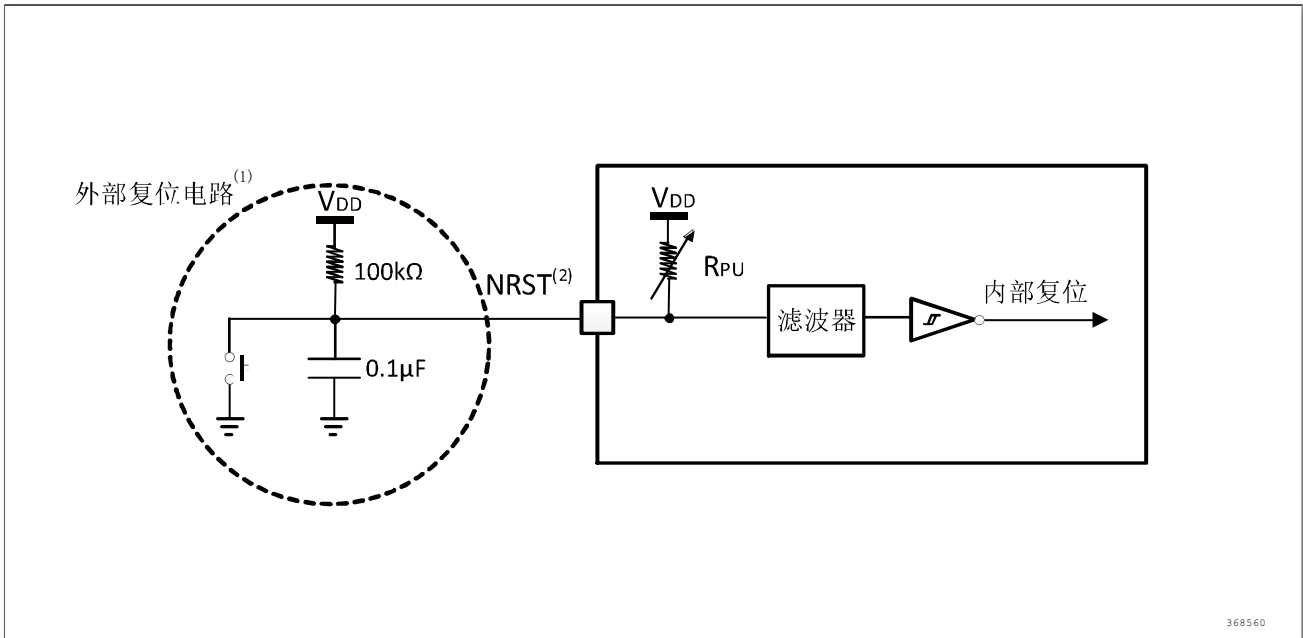 外部复位电路(1)
VDD
100kΩ
0.1µF
NRST(2)
VDD
RPU
滤波器
内部复位
368560